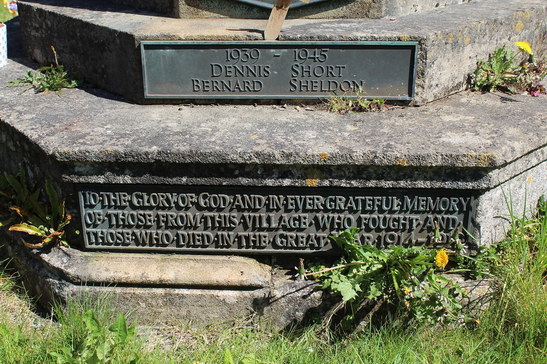 1939 - 1945
DENNIS SHORT
BERNARD SHELDON
TO·THE·GLORY·OF·GOD·AND·IN·EVER·GRATEFUL·MEMORY
OF·THOSE·FROM·THIS·VILLAGE·WHO·FOUGHT·AND
THOSE·WHO·DIED·IN·THE·GREAT 1914